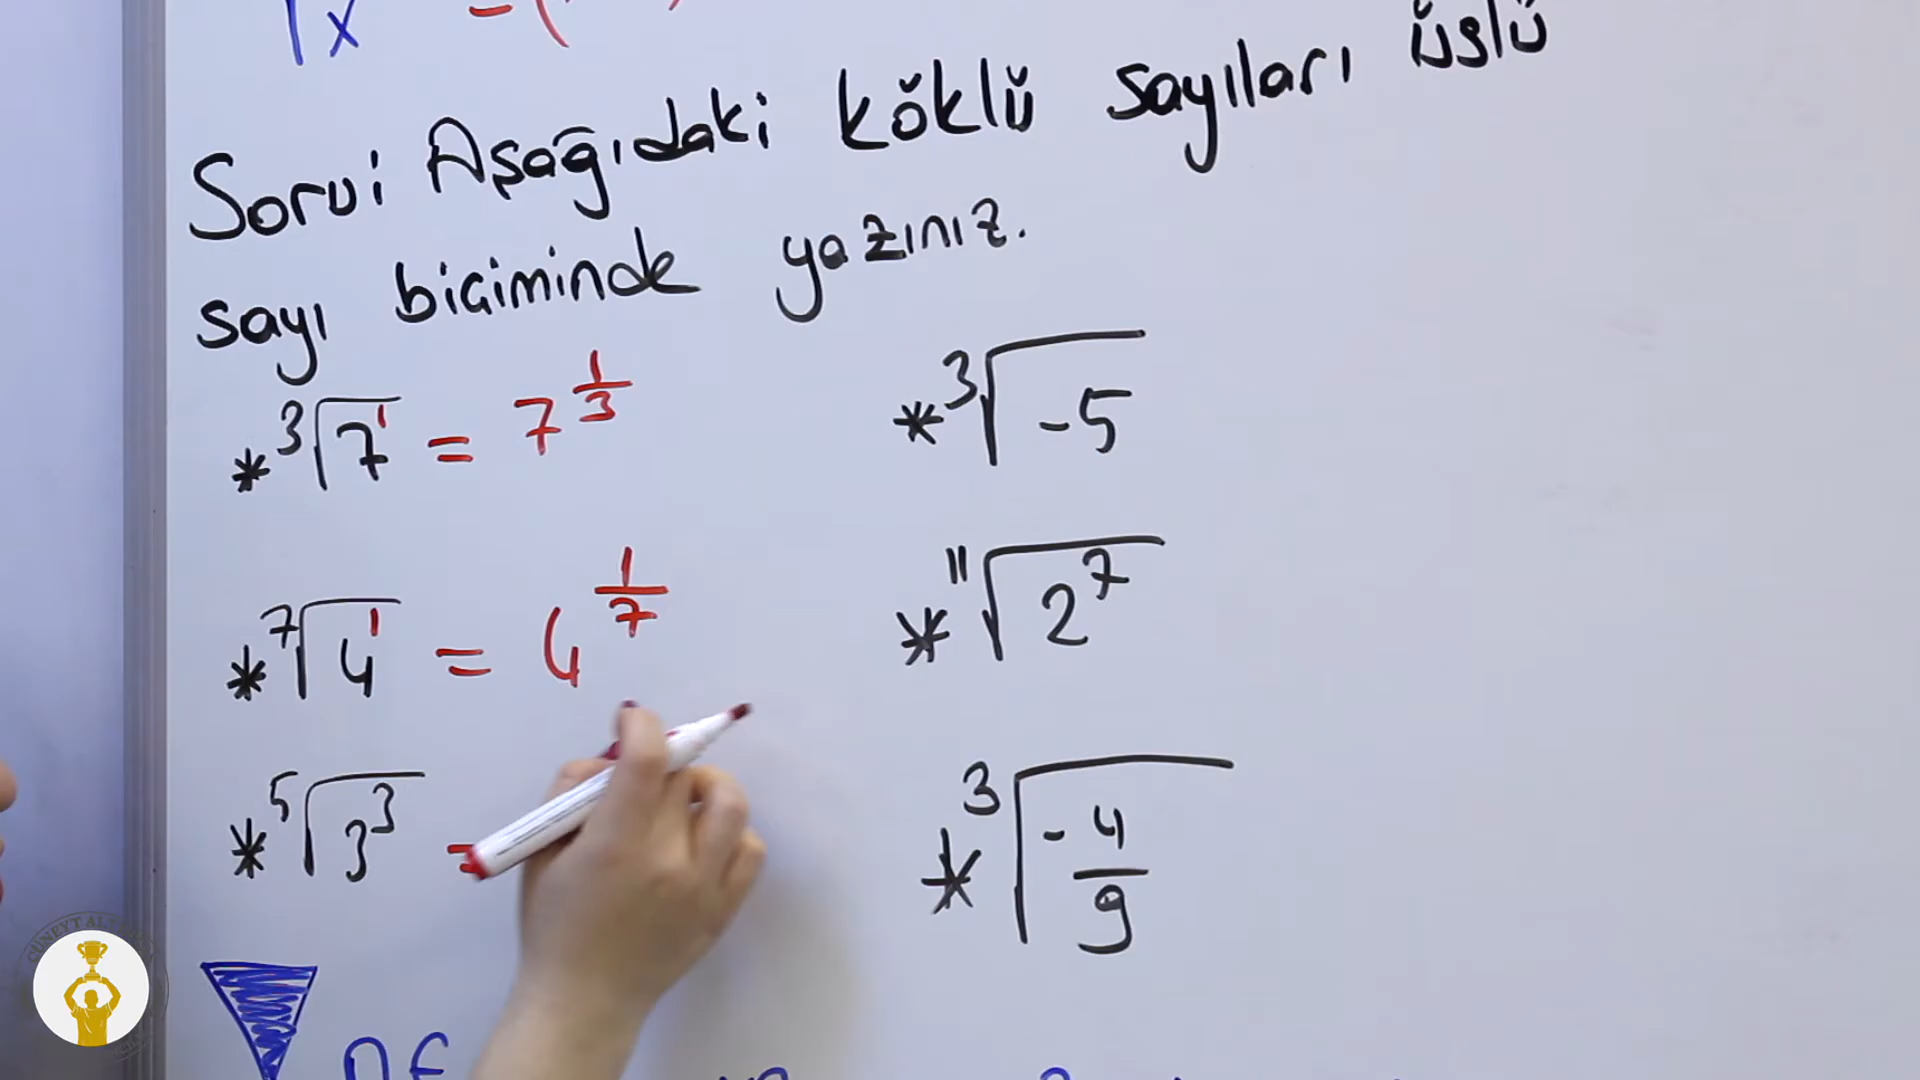 Soru: Aşağıdaki köklü sayıları üslü
sayı biçiminde yazınız.
* ³√7¹ = 7^(1/3)
* ⁷√4¹ = 4^(1/7)
* ⁵√3³ =
* ³√-5
* ¹¹√2⁷
* ³√-4/9